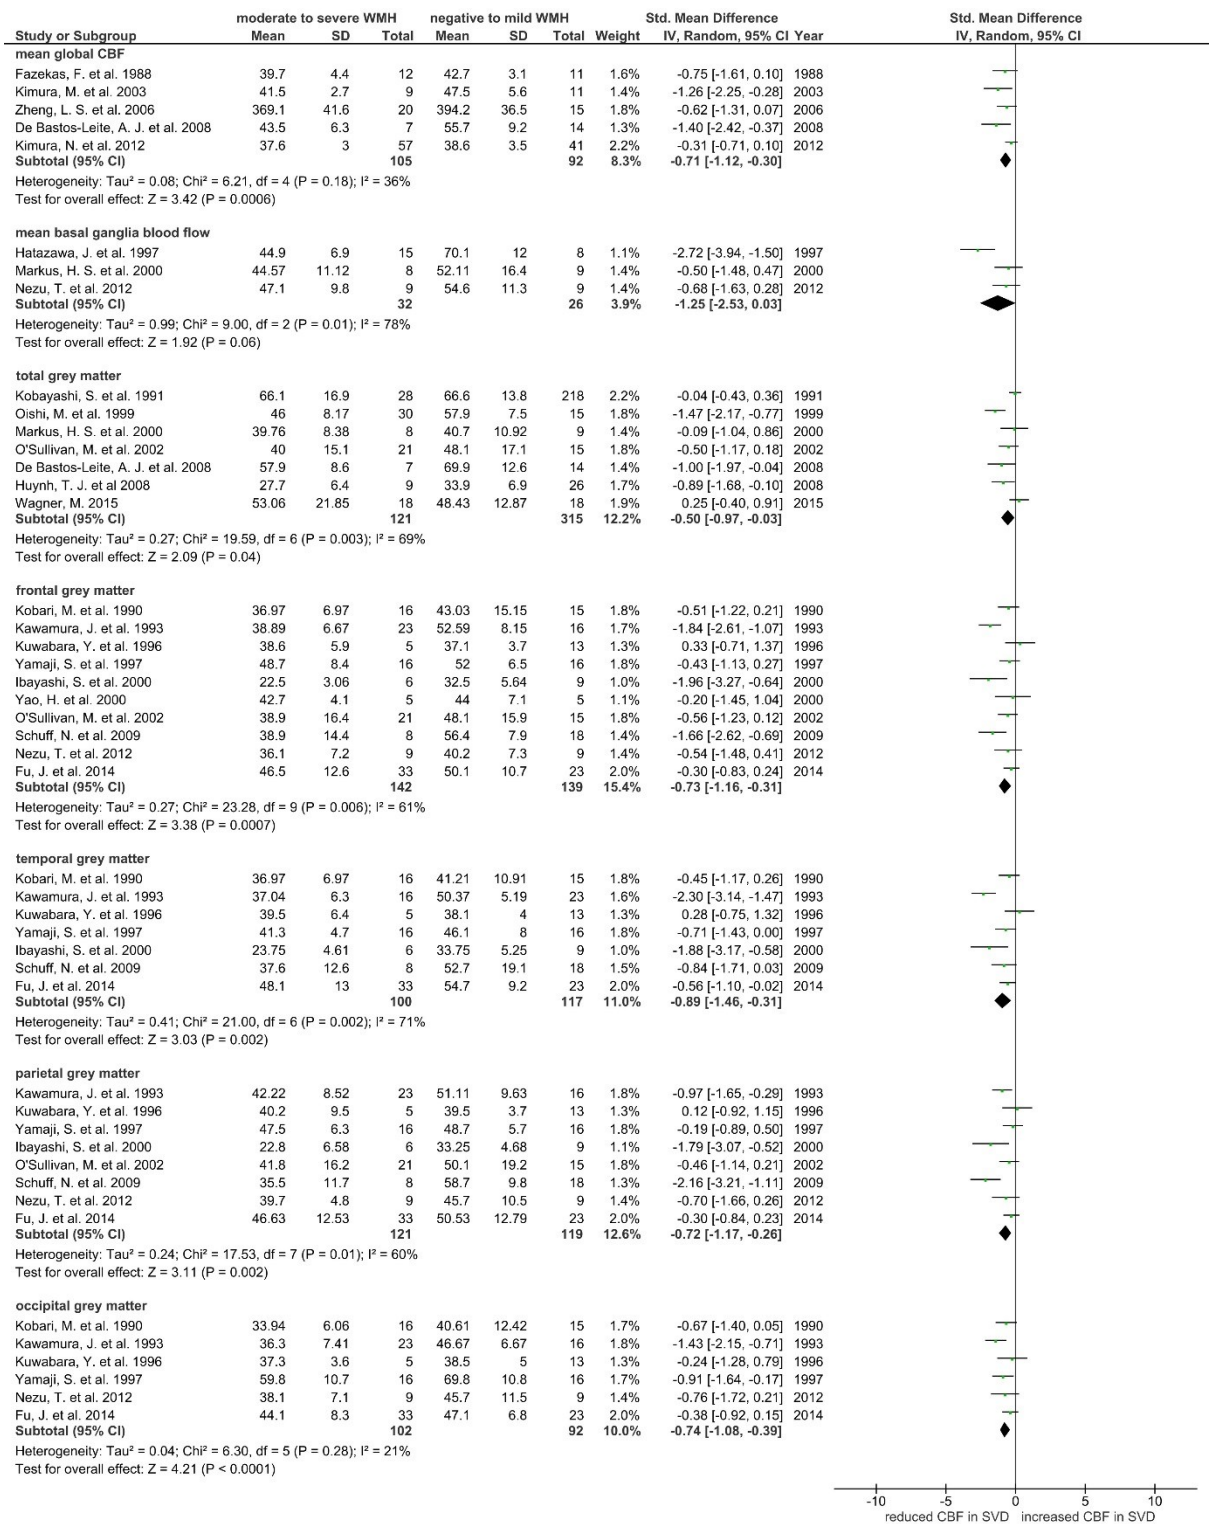 moderate to severe WMH negative to mild WMH Std. Mean Difference Std. Mean Difference
Study or Subgroup Mean SD Total Mean SD Total Weight IV, Random, 95% CI Year IV, Random, 95% CI
mean global CBF
Fazekas, F. et al. 1988 39.7 4.4 12 42.7 3.1 11 1.6% -0.75 [-1.61, 0.10] 1988
Kimura, M. et al. 2003 41.5 2.7 9 47.5 5.6 11 1.4% -1.26 [-2.25, -0.28] 2003
Zheng, L. S. et al. 2006 369.1 41.6 20 394.2 36.5 15 1.8% -0.62 [-1.31, 0.07] 2006
De Bastos-Leite, A. J. et al. 2008 43.5 6.3 7 55.7 9.2 14 1.3% -1.40 [-2.42, -0.37] 2008
Kimura, N. et al. 2012 37.6 3 57 38.6 3.5 41 2.2% -0.31 [-0.71, 0.10] 2012
Subtotal (95% CI) 105 92 8.3% -0.71 [-1.12, -0.30]
Heterogeneity: Tau² = 0.08; Chi² = 6.21, df = 4 (P = 0.18); I² = 36%
Test for overall effect: Z = 3.42 (P = 0.0006)
mean basal ganglia blood flow
Hatazawa, J. et al. 1997 44.9 6.9 15 70.1 12 8 1.1% -2.72 [-3.94, -1.50] 1997
Markus, H. S. et al. 2000 44.57 11.12 8 52.11 16.4 9 1.4% -0.50 [-1.48, 0.47] 2000
Nezu, T. et al. 2012 47.1 9.8 9 54.6 11.3 9 1.4% -0.68 [-1.63, 0.28] 2012
Subtotal (95% CI) 32 26 3.9% -1.25 [-2.53, 0.03]
Heterogeneity: Tau² = 0.99; Chi² = 9.00, df = 2 (P = 0.01); I² = 78%
Test for overall effect: Z = 1.92 (P = 0.06)
total grey matter
Kobayashi, S. et al. 1991 66.1 16.9 28 66.6 13.8 218 2.2% -0.04 [-0.43, 0.36] 1991
Oishi, M. et al. 1999 46 8.17 30 57.9 7.5 15 1.8% -1.47 [-2.17, -0.77] 1999
Markus, H. S. et al. 2000 39.76 8.38 8 40.7 10.92 9 1.4% -0.09 [-1.04, 0.86] 2000
O'Sullivan, M. et al. 2002 40 15.1 21 48.1 17.1 15 1.8% -0.50 [-1.17, 0.18] 2002
De Bastos-Leite, A. J. et al. 2008 57.9 8.6 7 69.9 12.6 14 1.4% -1.00 [-1.97, -0.04] 2008
Huynh, T. J. et al 2008 27.7 6.4 9 33.9 6.9 26 1.7% -0.89 [-1.68, -0.10] 2008
Wagner, M. 2015 53.06 21.85 18 48.43 12.87 18 1.9% 0.25 [-0.40, 0.91] 2015
Subtotal (95% CI) 121 315 12.2% -0.50 [-0.97, -0.03]
Heterogeneity: Tau² = 0.27; Chi² = 19.59, df = 6 (P = 0.003); I² = 69%
Test for overall effect: Z = 2.09 (P = 0.04)
frontal grey matter
Kobari, M. et al. 1990 36.97 6.97 16 43.03 15.15 15 1.8% -0.51 [-1.22, 0.21] 1990
Kawamura, J. et al. 1993 38.89 6.67 23 52.59 8.15 16 1.7% -1.84 [-2.61, -1.07] 1993
Kuwabara, Y. et al. 1996 38.6 5.9 5 37.1 3.7 13 1.3% 0.33 [-0.71, 1.37] 1996
Yamaji, S. et al. 1997 48.7 8.4 16 52 6.5 16 1.8% -0.43 [-1.13, 0.27] 1997
Ibayashi, S. et al. 2000 22.5 3.06 6 32.5 5.64 9 1.0% -1.96 [-3.27, -0.64] 2000
Yao, H. et al. 2000 42.7 4.1 5 44 7.1 5 1.1% -0.20 [-1.45, 1.04] 2000
O'Sullivan, M. et al. 2002 38.9 16.4 21 48.1 15.9 15 1.8% -0.56 [-1.23, 0.12] 2002
Schuff, N. et al. 2009 38.9 14.4 8 56.4 7.9 18 1.4% -1.66 [-2.62, -0.69] 2009
Nezu, T. et al. 2012 36.1 7.2 9 40.2 7.3 9 1.4% -0.54 [-1.48, 0.41] 2012
Fu, J. et al. 2014 46.5 12.6 33 50.1 10.7 23 2.0% -0.30 [-0.83, 0.24] 2014
Subtotal (95% CI) 142 139 15.4% -0.73 [-1.16, -0.31]
Heterogeneity: Tau² = 0.27; Chi² = 23.28, df = 9 (P = 0.006); I² = 61%
Test for overall effect: Z = 3.38 (P = 0.0007)
temporal grey matter
Kobari, M. et al. 1990 36.97 6.97 16 41.21 10.91 15 1.8% -0.45 [-1.17, 0.26] 1990
Kawamura, J. et al. 1993 37.04 6.3 16 50.37 5.19 23 1.6% -2.30 [-3.14, -1.47] 1993
Kuwabara, Y. et al. 1996 39.5 6.4 5 38.1 4 13 1.3% 0.28 [-0.75, 1.32] 1996
Yamaji, S. et al. 1997 41.3 4.7 16 46.1 8 16 1.8% -0.71 [-1.43, 0.00] 1997
Ibayashi, S. et al. 2000 23.75 4.61 6 33.75 5.25 9 1.0% -1.88 [-3.17, -0.58] 2000
Schuff, N. et al. 2009 37.6 12.6 8 52.7 19.1 18 1.5% -0.84 [-1.71, 0.03] 2009
Fu, J. et al. 2014 48.1 13 33 54.7 9.2 23 2.0% -0.56 [-1.10, -0.02] 2014
Subtotal (95% CI) 100 117 11.0% -0.89 [-1.46, -0.31]
Heterogeneity: Tau² = 0.41; Chi² = 21.00, df = 6 (P = 0.002); I² = 71%
Test for overall effect: Z = 3.03 (P = 0.002)
parietal grey matter
Kawamura, J. et al. 1993 42.22 8.52 23 51.11 9.63 16 1.8% -0.97 [-1.65, -0.29] 1993
Kuwabara, Y. et al. 1996 40.2 9.5 5 39.5 3.7 13 1.3% 0.12 [-0.92, 1.15] 1996
Yamaji, S. et al. 1997 47.5 6.3 16 48.7 5.7 16 1.8% -0.19 [-0.89, 0.50] 1997
Ibayashi, S. et al. 2000 22.8 6.58 6 33.25 4.68 9 1.1% -1.79 [-3.07, -0.52] 2000
O'Sullivan, M. et al. 2002 41.8 16.2 21 50.1 19.2 15 1.8% -0.46 [-1.14, 0.21] 2002
Schuff, N. et al. 2009 35.5 11.7 8 58.7 9.8 18 1.3% -2.16 [-3.21, -1.11] 2009
Nezu, T. et al. 2012 39.7 4.8 9 45.7 10.5 9 1.4% -0.70 [-1.66, 0.26] 2012
Fu, J. et al. 2014 46.63 12.53 33 50.53 12.79 23 2.0% -0.30 [-0.84, 0.23] 2014
Subtotal (95% CI) 121 119 12.6% -0.72 [-1.17, -0.26]
Heterogeneity: Tau² = 0.24; Chi² = 17.53, df = 7 (P = 0.01); I² = 60%
Test for overall effect: Z = 3.11 (P = 0.002)
occipital grey matter
Kobari, M. et al. 1990 33.94 6.06 16 40.61 12.42 15 1.7% -0.67 [-1.40, 0.05] 1990
Kawamura, J. et al. 1993 36.3 7.41 23 46.67 6.67 16 1.8% -1.43 [-2.15, -0.71] 1993
Kuwabara, Y. et al. 1996 37.3 3.6 5 38.5 5 13 1.3% -0.24 [-1.28, 0.79] 1996
Yamaji, S. et al. 1997 59.8 10.7 16 69.8 10.8 16 1.7% -0.91 [-1.64, -0.17] 1997
Nezu, T. et al. 2012 38.1 7.1 9 45.7 11.5 9 1.4% -0.76 [-1.72, 0.21] 2012
Fu, J. et al. 2014 44.1 8.3 33 47.1 6.8 23 2.0% -0.38 [-0.92, 0.15] 2014
Subtotal (95% CI) 102 92 10.0% -0.74 [-1.08, -0.39]
Heterogeneity: Tau² = 0.04; Chi² = 6.30, df = 5 (P = 0.28); I² = 21%
Test for overall effect: Z = 4.21 (P < 0.0001)
-10 -5 0 5 10
reduced CBF in SVD increased CBF in SVD